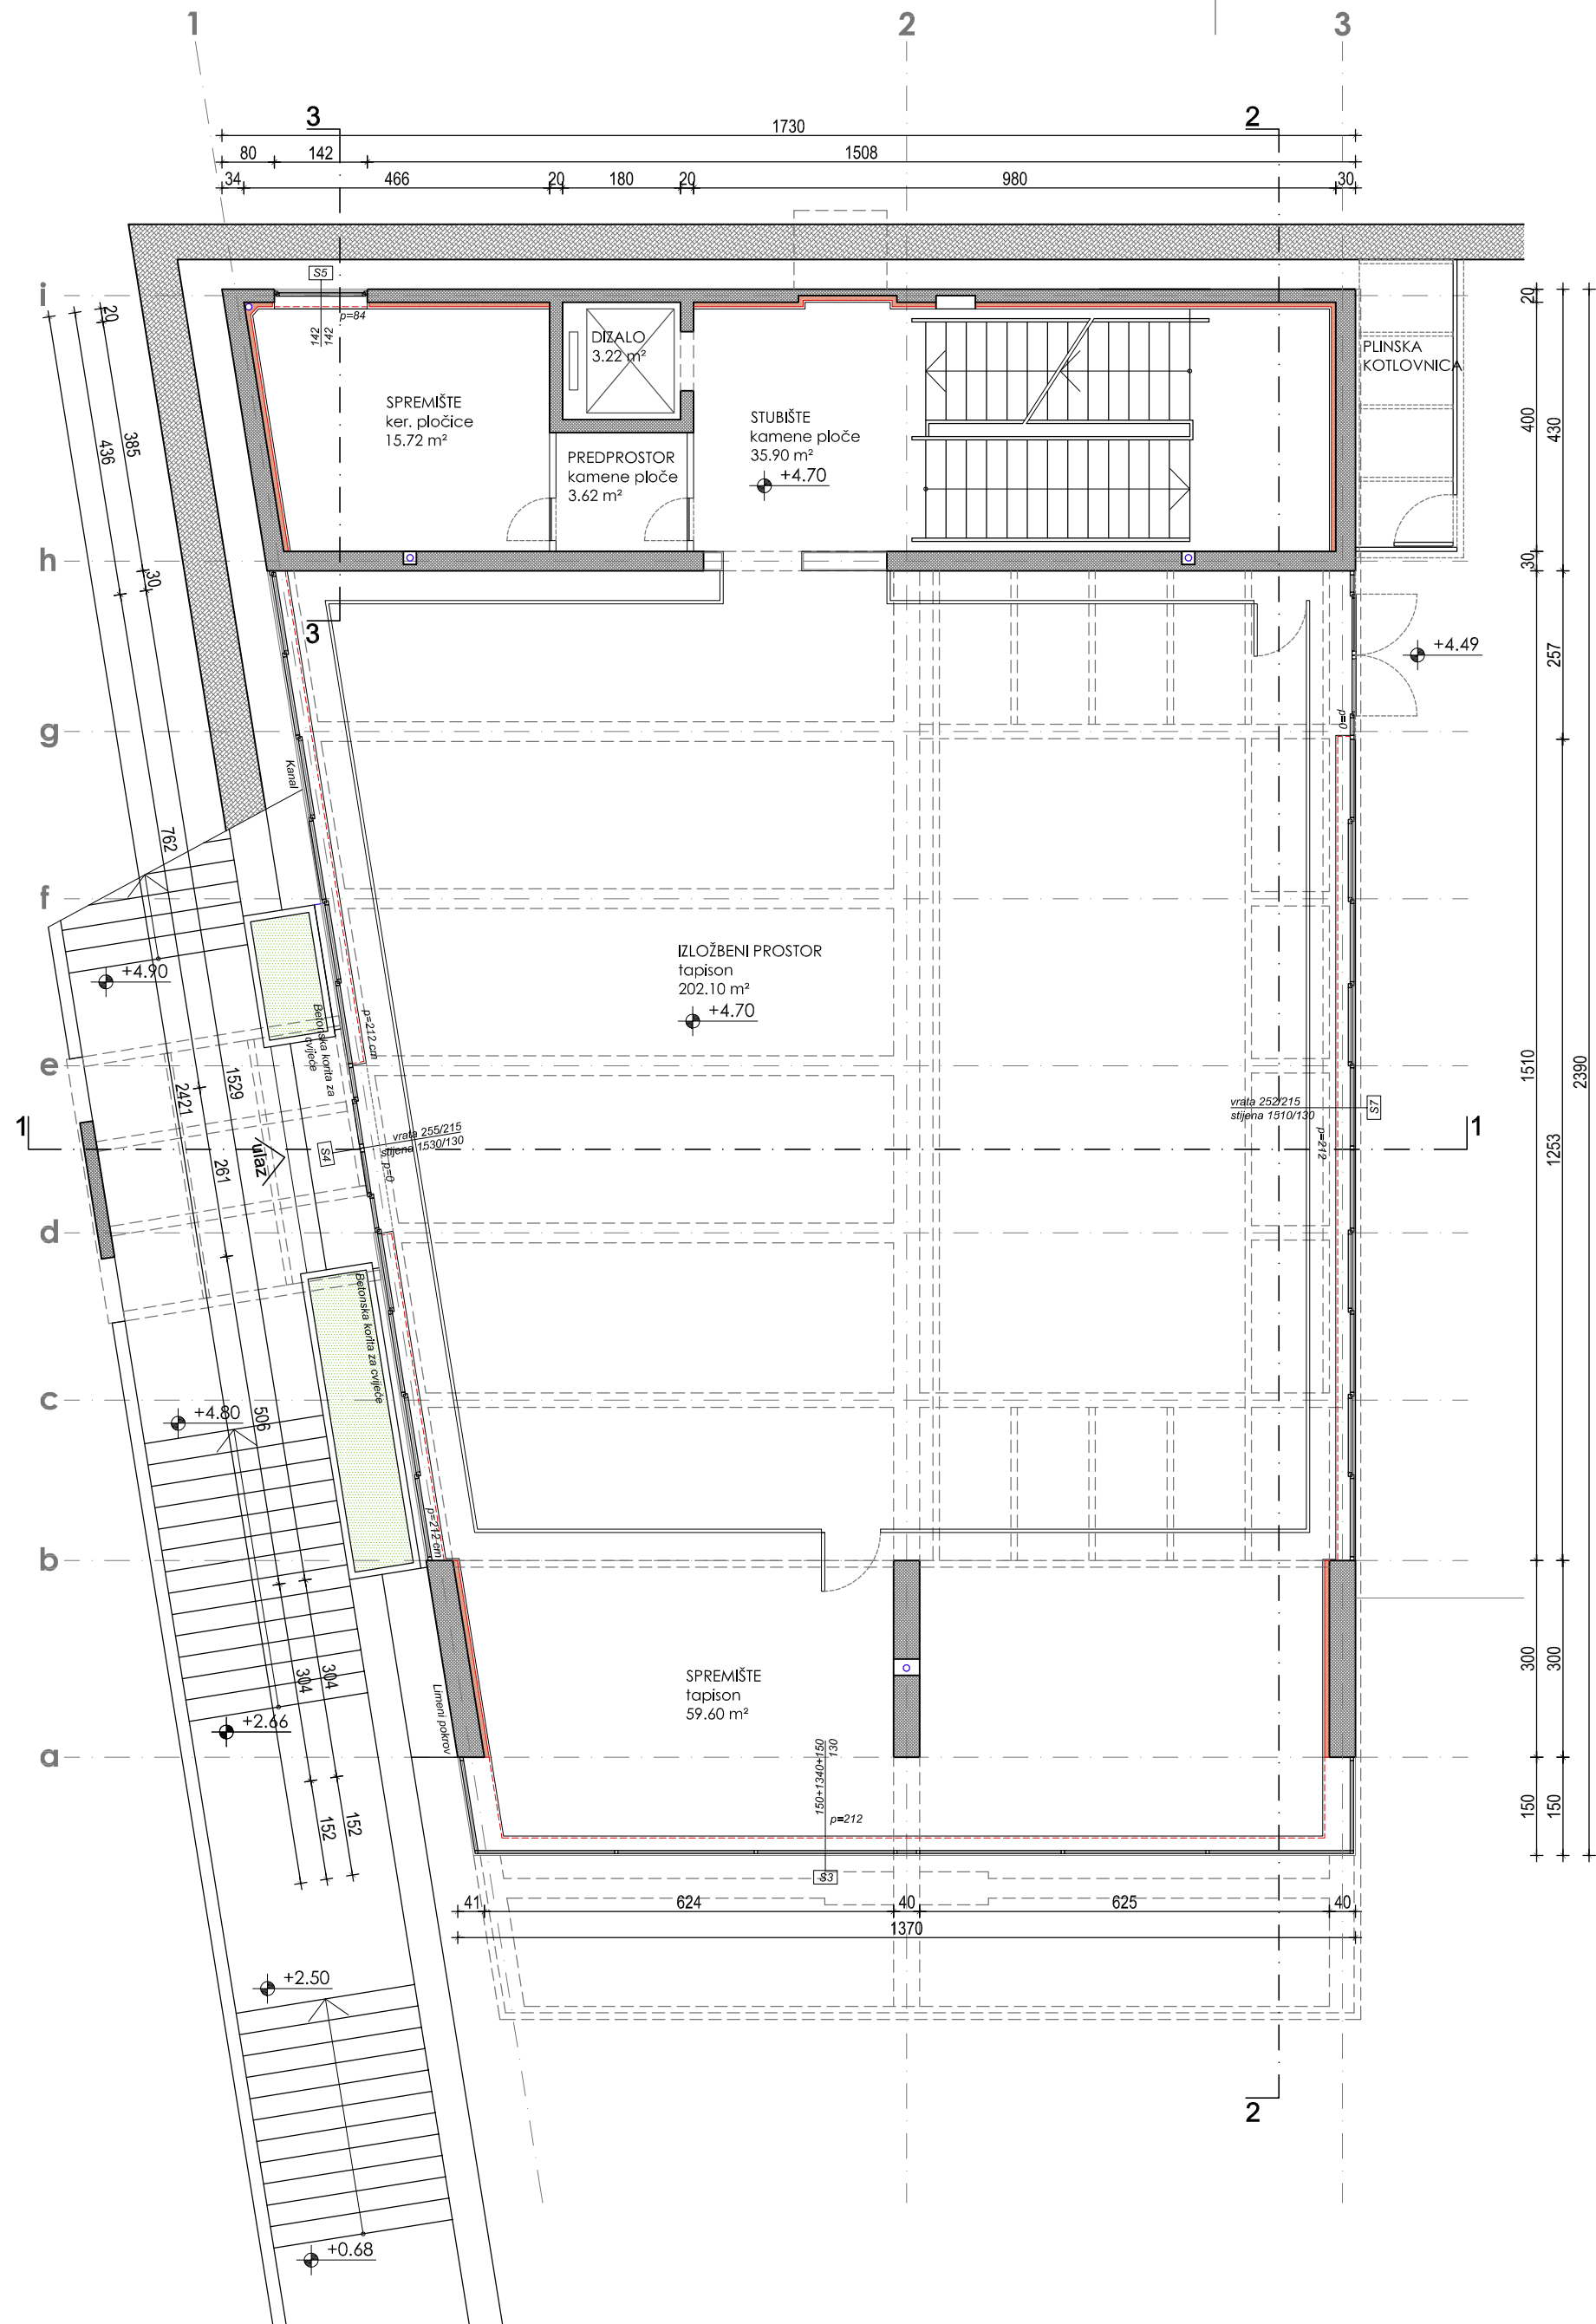 1
2
3
3
2
1730
80
142
1508
34
466
20
180
20
980
30
i
S5
142
142
p=84
DIZALO
3.22 m²
PLINSKA
KOTLOVNICA
SPREMIŠTE
ker. pločice
15.72 m²
STUBIŠTE
kamene ploče
35.90 m²
+4.70
PREDPROSTOR
kamene ploče
3.62 m²
20
400
430
20
385
436
h
30
30
3
+4.49
257
g
p=0
Kanal
762
f
IZLOŽBENI PROSTOR
tapison
202.10 m²
+4.70
+4.90
Betonska korita za
cvijeće
p=212 cm
e
1529
2421
1510
2390
1
vrata 255/215
stijena 1530/130
S4
ulaz
261
p=0
vrata 252/215
stijena 1510/130
S7
p=212
1
1253
d
Betonska korita za cvijeće
c
+4.80
506
p=212 cm
b
304
304
SPREMIŠTE
tapison
59.60 m²
Limeni pokrov
300
300
+2.66
a
150+1340+150
130
p=212
152
152
150
150
S3
41
624
40
625
40
1370
+2.50
2
+0.68